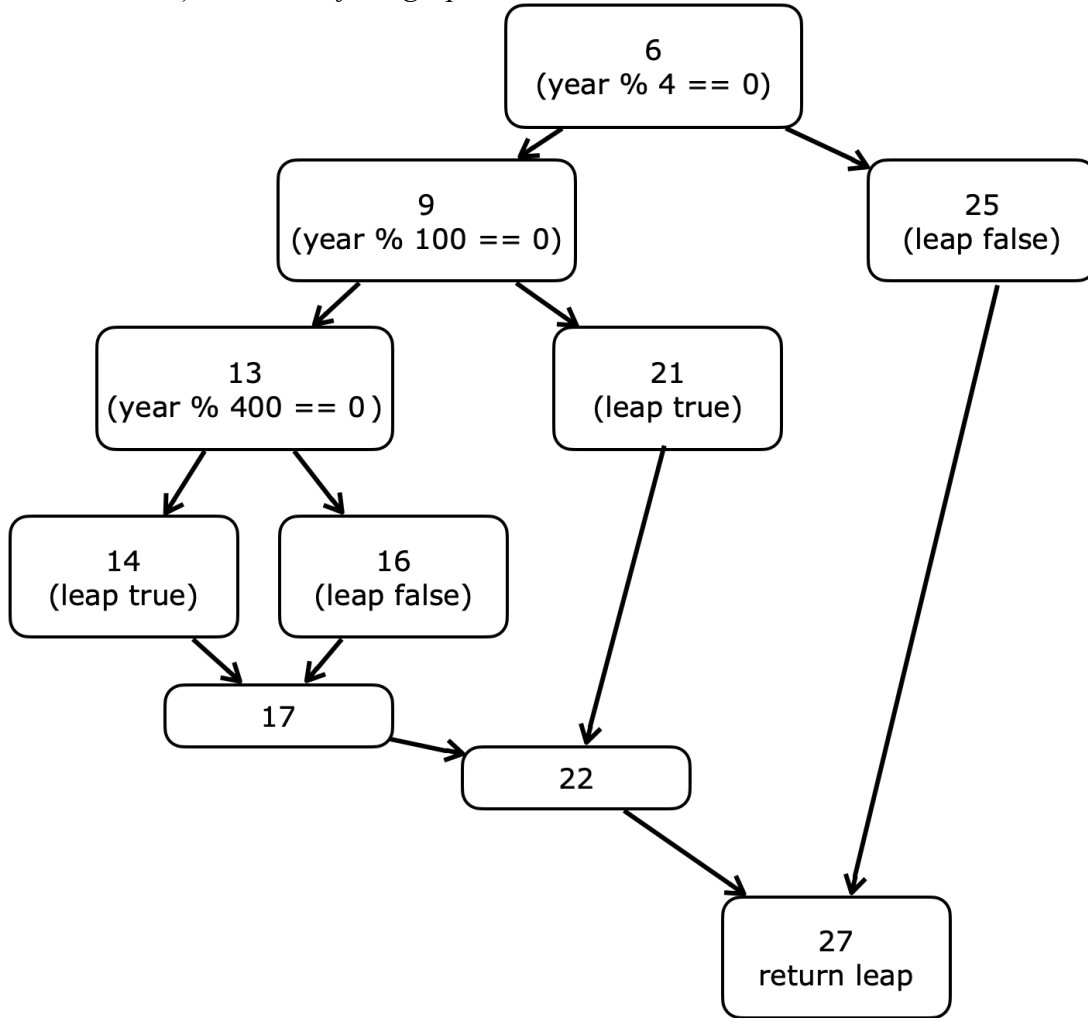 6
(year % 4 == 0)
9
(year % 100 == 0)
25
(leap false)
13
(year % 400 == 0)
21
(leap true)
14
(leap true)
16
(leap false)
17
22
27
return leap